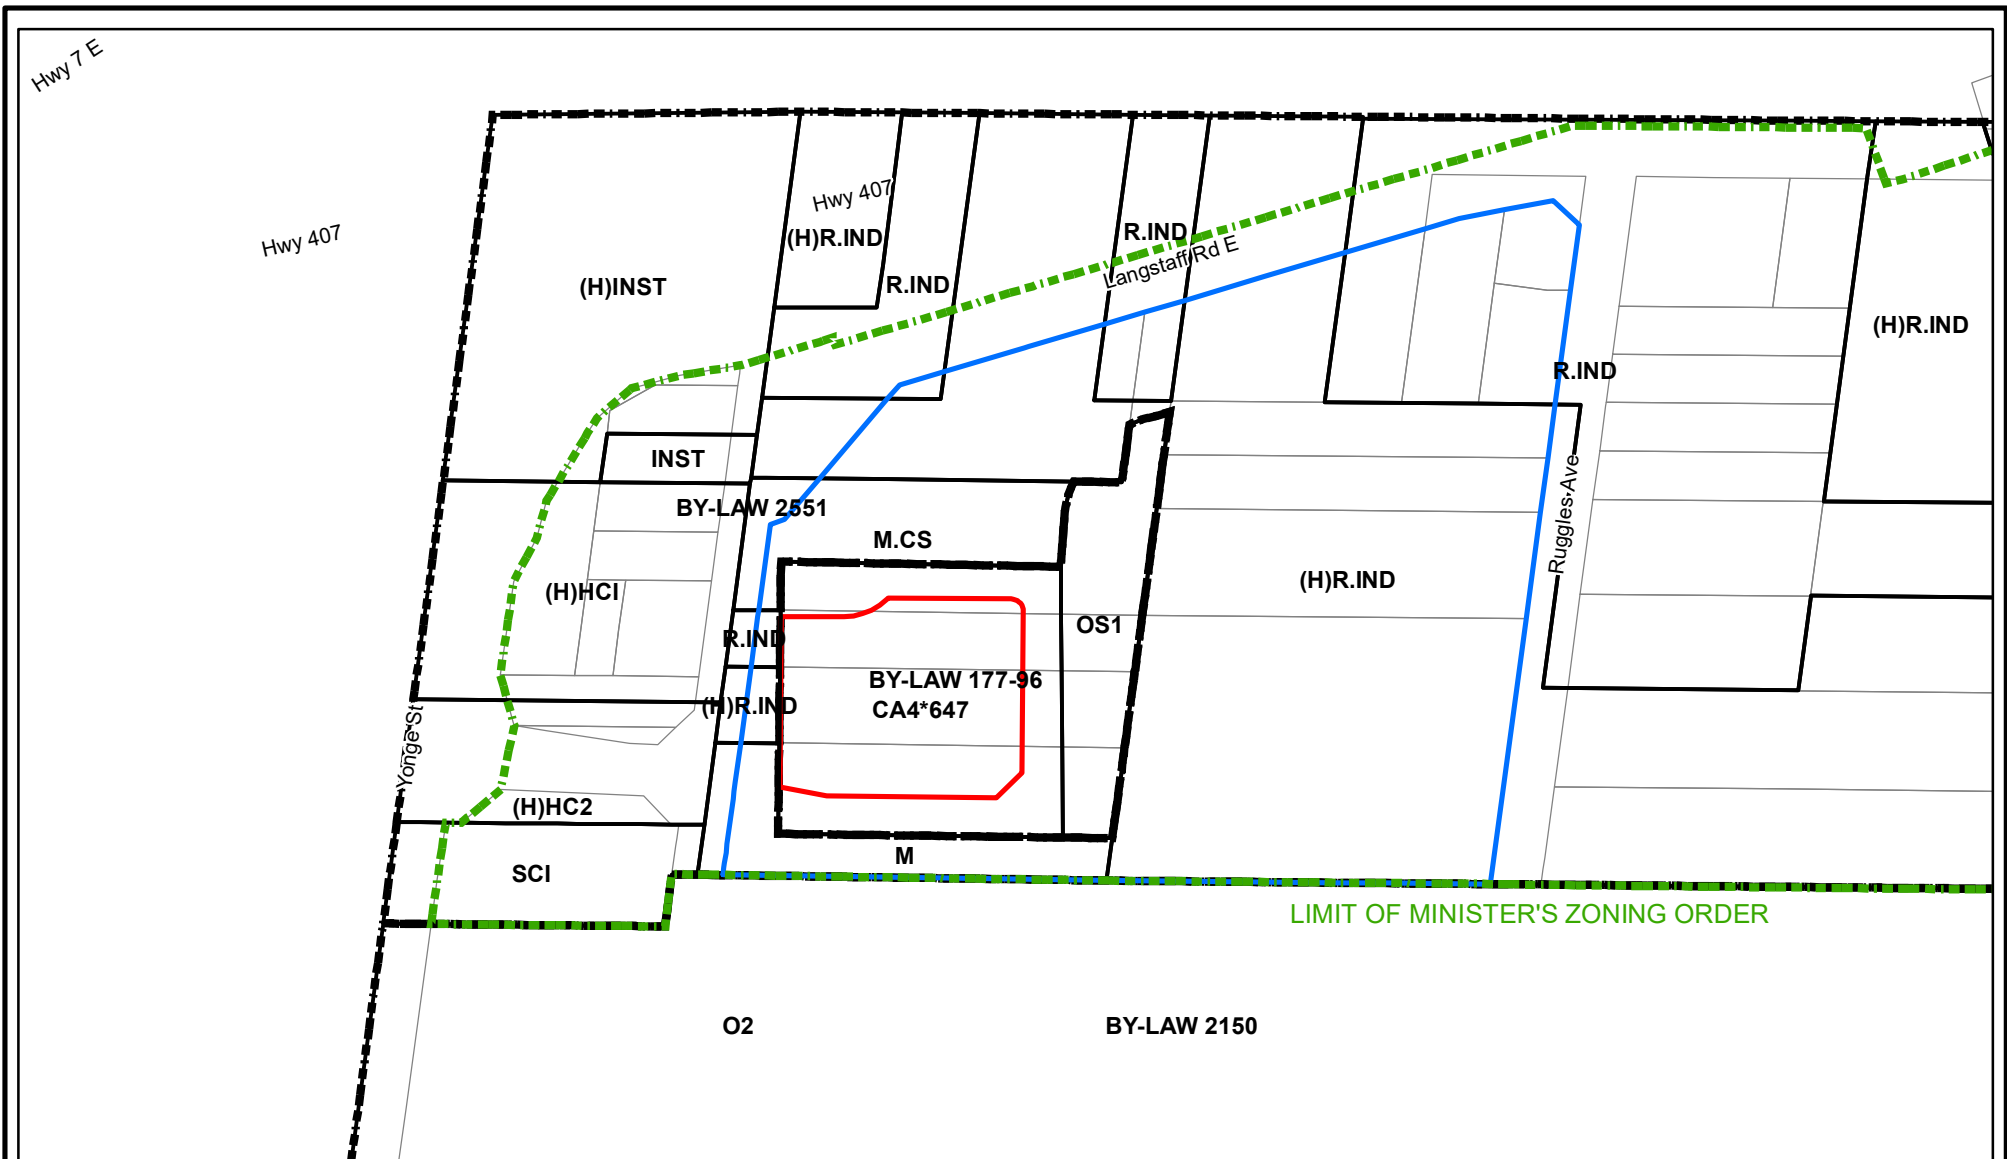 Hwy 7 E
Hwy 407
Hwy 407
(H)R.IND
R.IND
Langstaff Rd E
(H)INST
R.IND
(H)R.IND
R.IND
INST
BY-LAW 2551
M.CS
Ruggles Ave
(H)HCI
(H)R.IND
OS1
R.IND
BY-LAW 177-96
CA4*647
(H)R.IND
Yonge St
(H)HC2
M
SCI
LIMIT OF MINISTER'S ZONING ORDER
O2
BY-LAW 2150